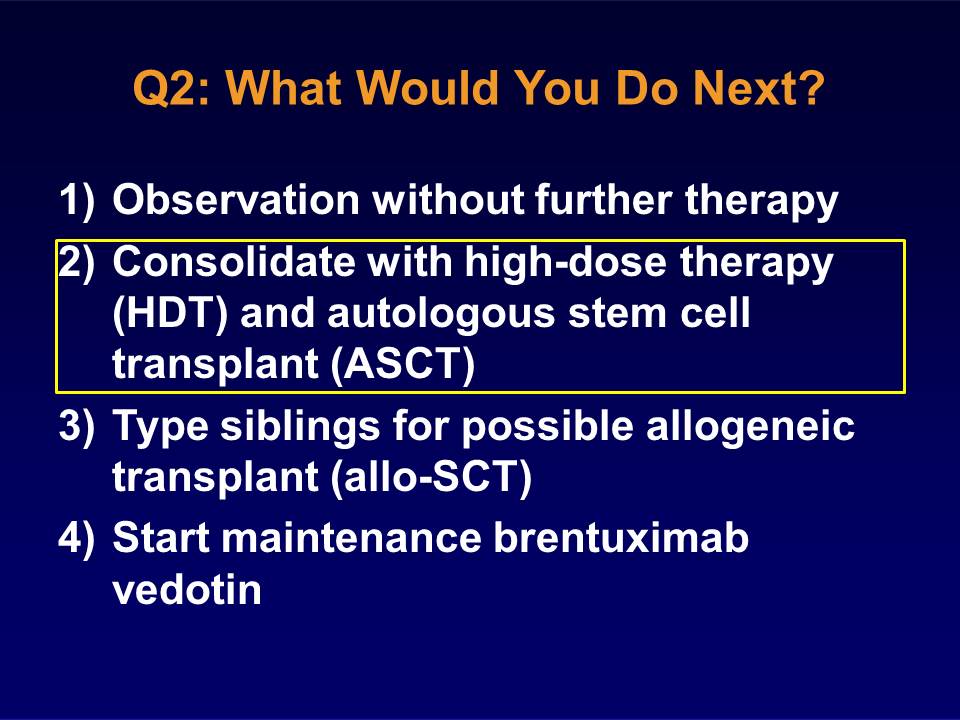 Q2: What Would You Do Next?
1) Observation without further therapy
2) Consolidate with high-dose therapy
(HDT) and autologous stem cell
transplant (ASCT)
3) Type siblings for possible allogeneic
transplant (allo-SCT)
4) Start maintenance brentuximab
vedotin